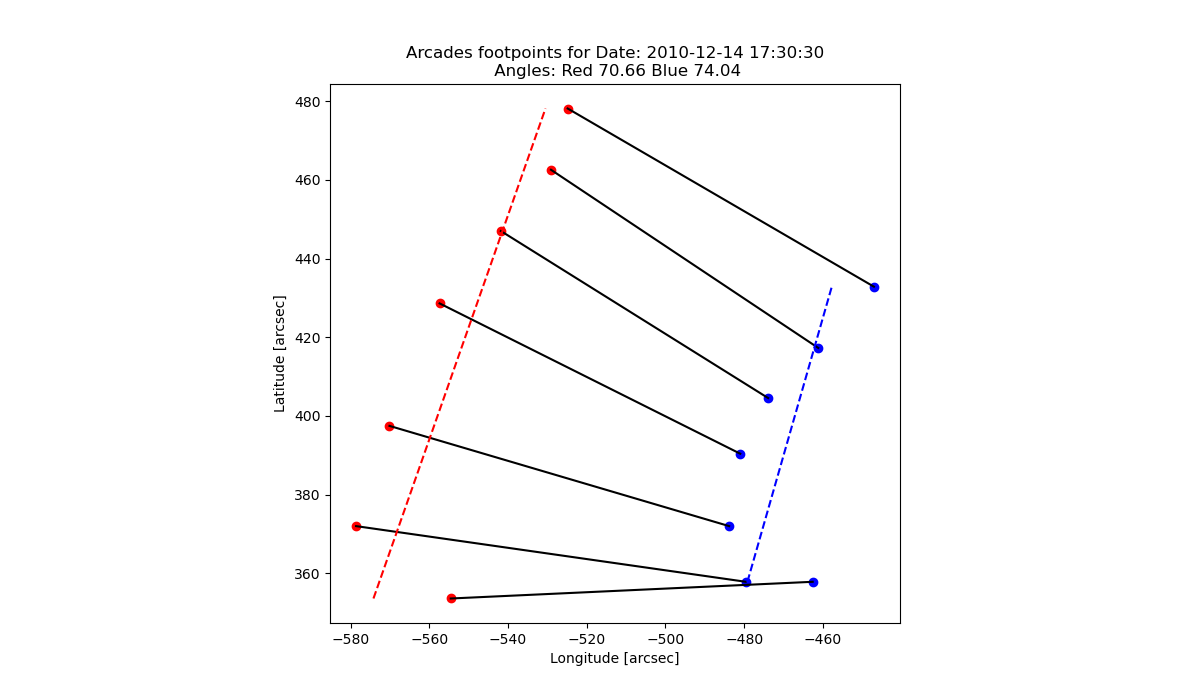 Arcades footpoints for Date: 2010-12-14 17:30:30
Angles: Red 70.66 Blue 74.04
480
460
440
420
400
380
360
Latitude [arcsec]
−580 −560 −540 −520 −500 −480 −460
Longitude [arcsec]